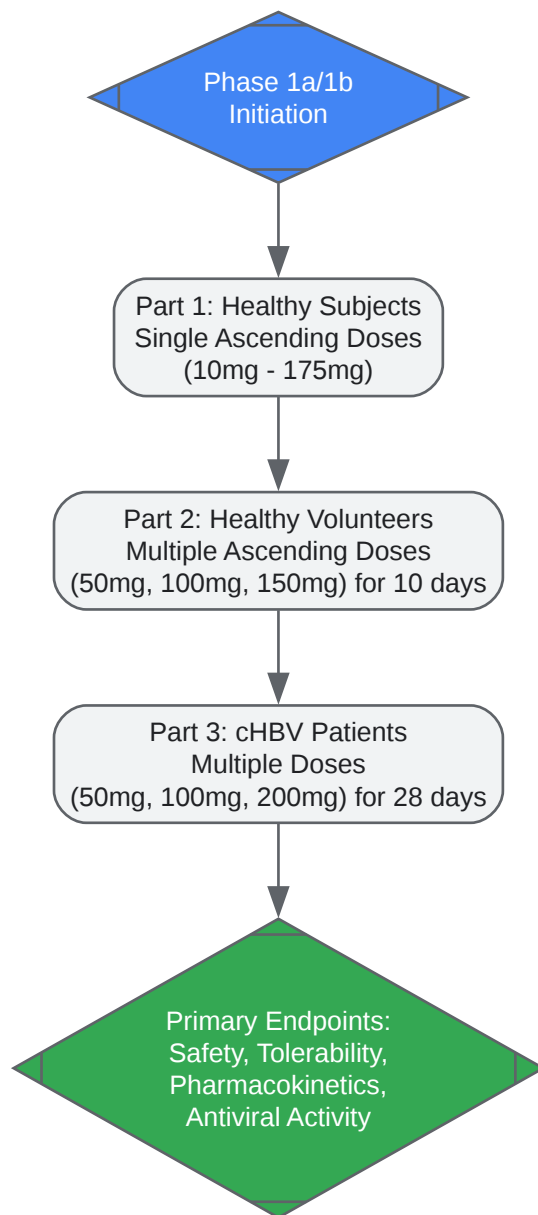 Phase 1a/1b
Initiation
Part 1: Healthy Subjects
Single Ascending Doses
(10mg - 175mg)
Part 2: Healthy Volunteers
Multiple Ascending Doses
(50mg, 100mg, 150mg) for 10 days
Part 3: cHBV Patients
Multiple Doses
(50mg, 100mg, 200mg) for 28 days
Primary Endpoints:
Safety, Tolerability,
Pharmacokinetics,
Antiviral Activity